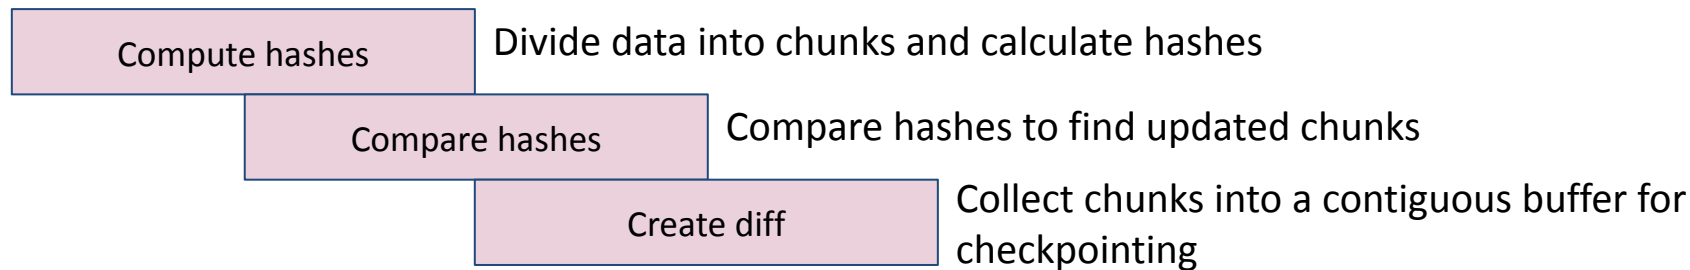 Compute hashes
Divide data into chunks and calculate hashes
Compare hashes
Compare hashes to find updated chunks
Create diff
Collect chunks into a contiguous buffer for
checkpointing